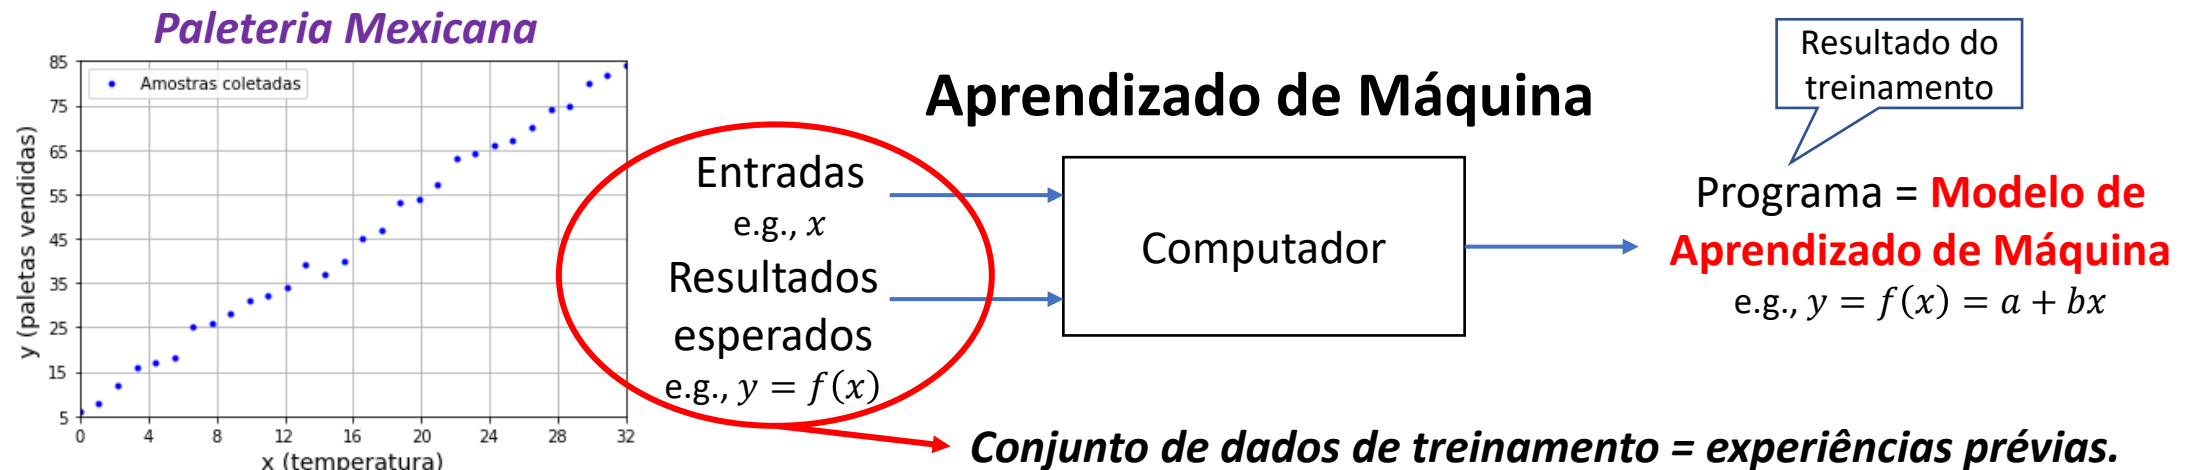 Paleteria Mexicana
85
75
65
55
45
35
25
15
5
y (paletas vendidas)
Amostras coletadas
0 4 8 12 16 20 24 28 32
x (temperatura)
Aprendizado de Máquina
Entradas
e.g., x
Resultados
esperados
e.g., y = f(x)
Computador
Resultado do
treinamento
Programa = Modelo de
Aprendizado de Máquina
e.g., y = f(x) = a + bx
Conjunto de dados de treinamento = experiências prévias.